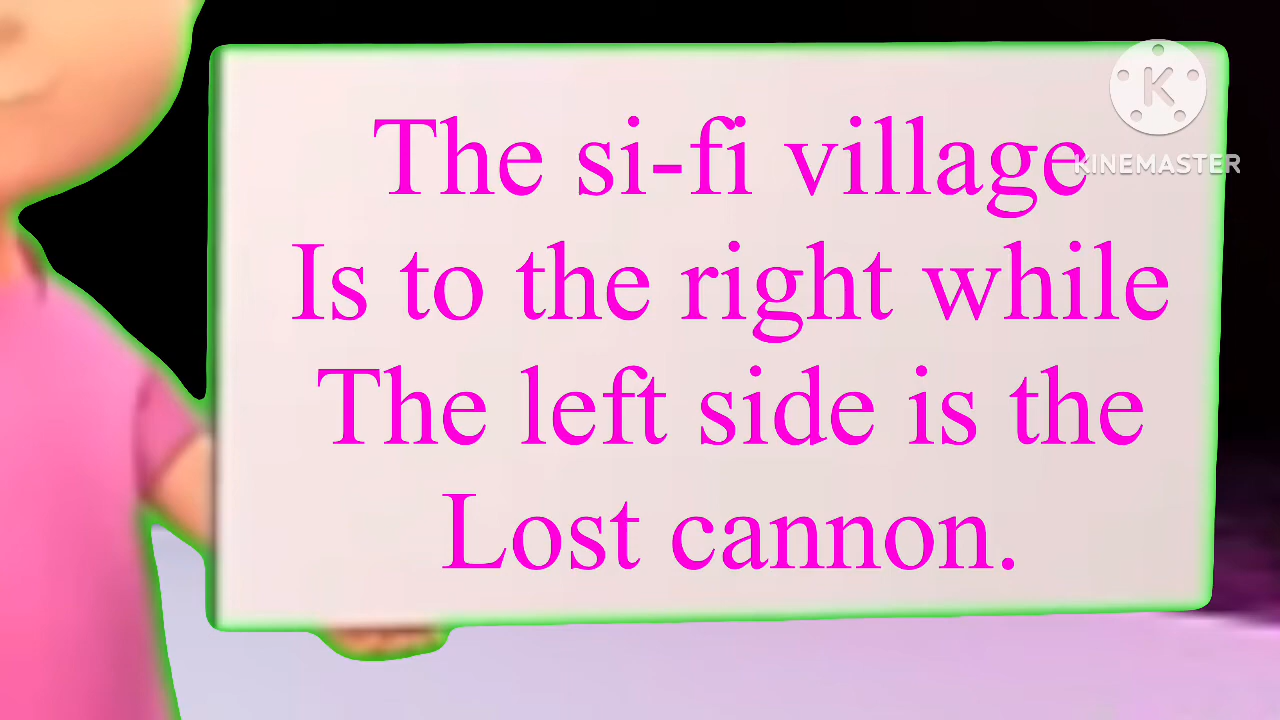 The si-fi village
Is to the right while
The left side is the
Lost cannon.
K
KINEMASTER